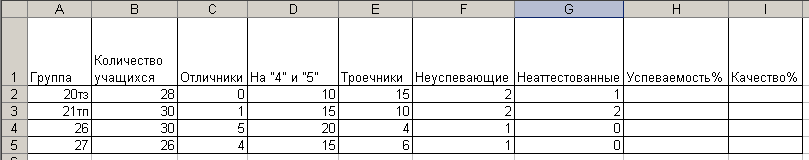 A B C D E F G H I
1 Группа Количество учащихся Отличники На "4" и "5" Троечники Неуспевающие Неаттестованные Успеваемость% Качество%
2 20тз 28 0 10 15 2 1
3 21тп 30 1 15 10 2 2
4 26 30 5 20 4 1 0
5 27 26 4 15 6 1 0